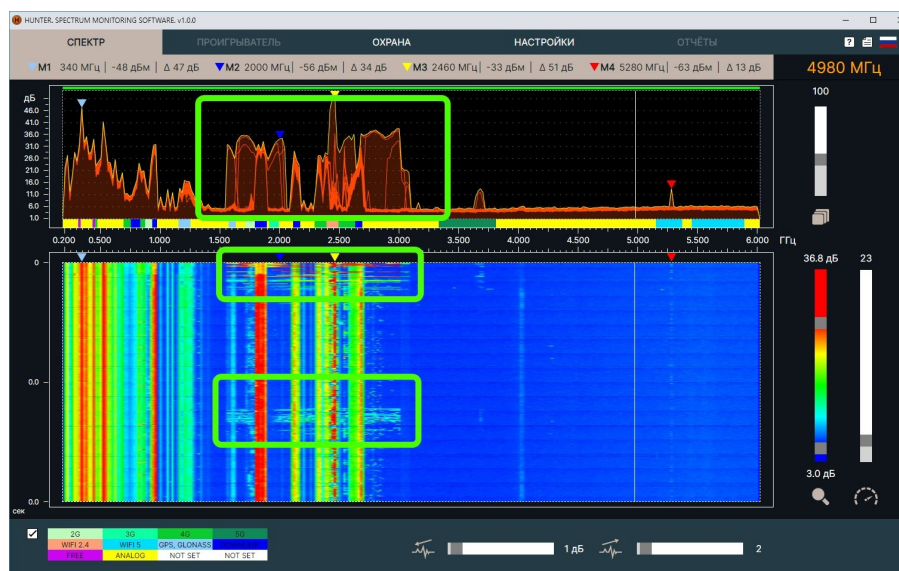 HUNTER. SPECTRUM MONITORING SOFTWARE. v1.0.0
СПЕКТР ПРОИГРЫВАТЕЛЬ ОХРАНА НАСТРОЙКИ ОТЧЁТЫ
M1 340 МГц | -48 дБм | Δ 47 дБ M2 2000 МГц | -56 дБм | Δ 34 дБ M3 2460 МГц | -33 дБм | Δ 51 дБ M4 5280 МГц | -63 дБм | Δ 13 дБ 4980 МГц
дБ
100
46.0
41.0
36.0
31.0
26.0
21.0
16.0
11.0
6.0
1.0
0.200 0.500 1.000 1.500 2.000 2.500 3.000 3.500 4.000 4.500 5.000 5.500 6.000 ГГц
36.8 дБ 23
0
0.0
3.0 дБ
0.0
сек
2G 3G 4G 5G
WIFI 2.4 WIFI 5 GPS, GLONASS
FREE ANALOG NOT SET NOT SET
1 дБ 2